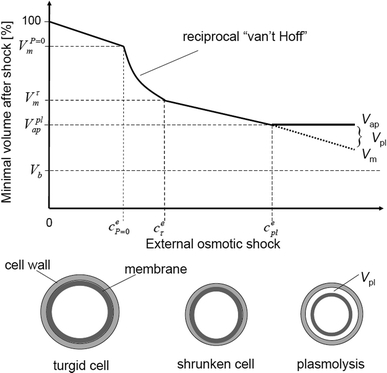 Minimal volume after shock [%]
100
V_m^{P=0}
V_m^τ
V_ap^pl
V_b
reciprocal "van't Hoff"
V_ap
V_pl
V_m
0
c_{P=0}^e
c_τ^e
c_pl^e
External osmotic shock
cell wall
membrane
V_pl
turgid cell
shrunken cell
plasmolysis